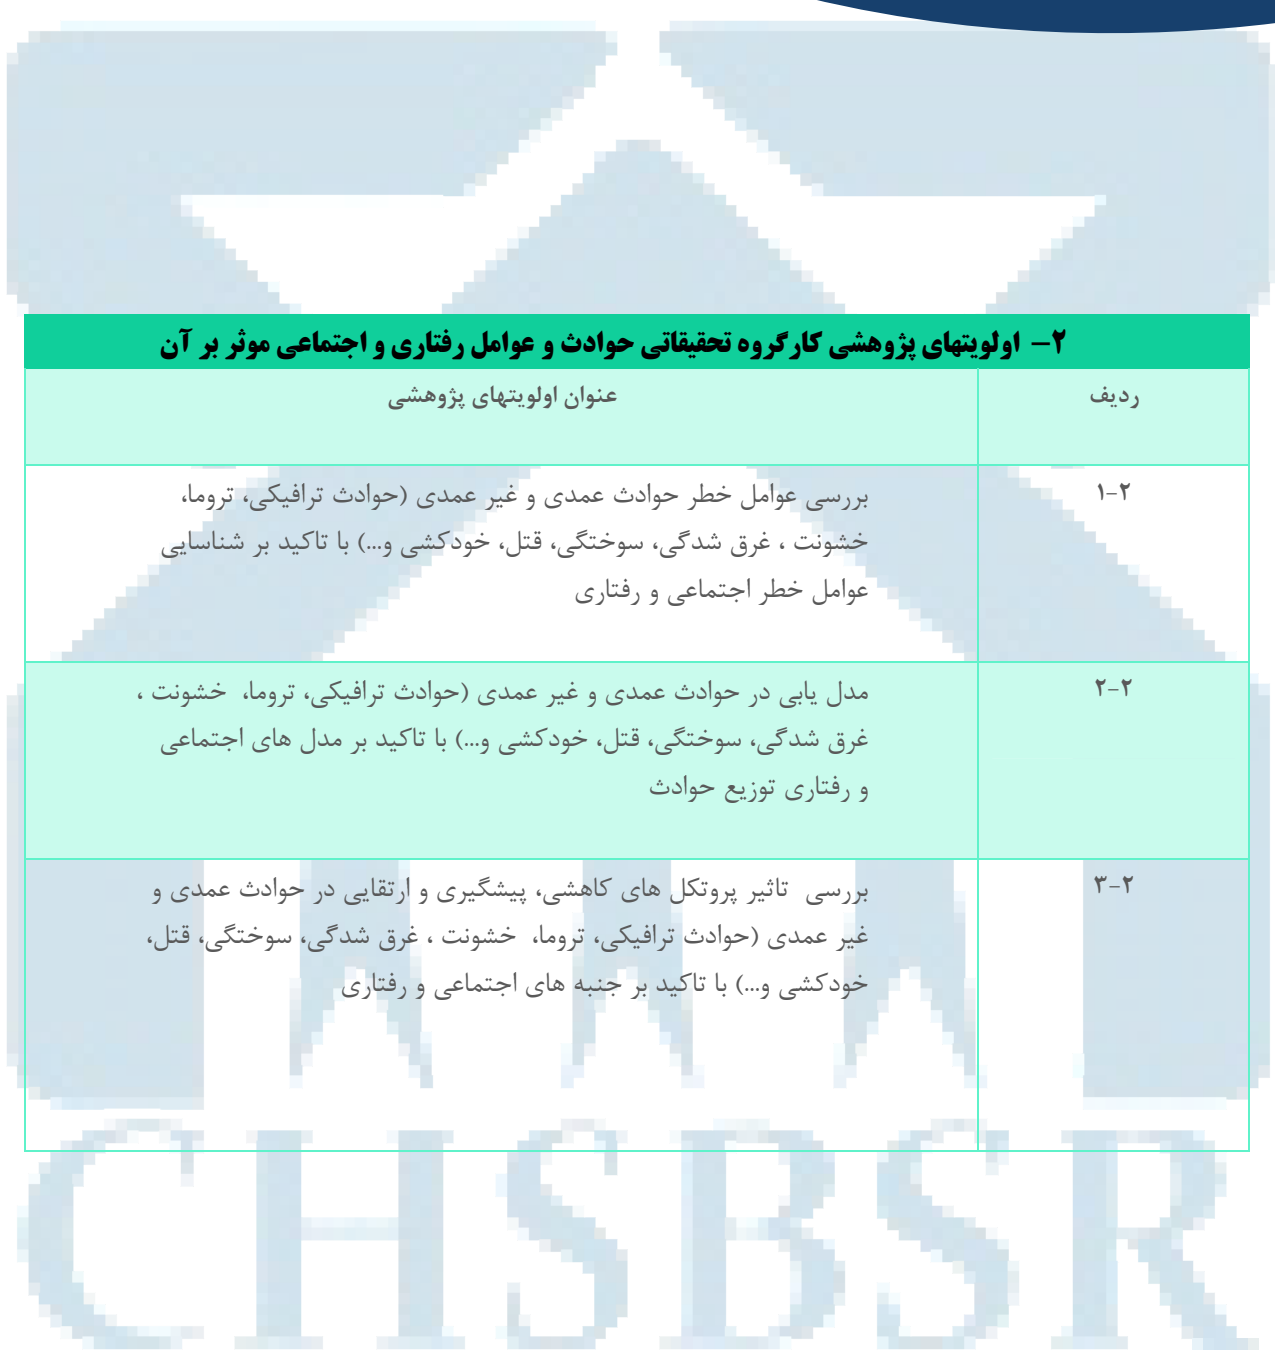 ۲- اولویتهای پژوهشی کارگروه تحقیقاتی حوادث و عوامل رفتاری و اجتماعی موثر بر آن
ردیف
عنوان اولویتهای پژوهشی
۱-۲
بررسی عوامل خطر حوادث عمدی و غیر عمدی (حوادث ترافیکی، تروما،
خشونت ، غرق شدگی، سوختگی، قتل، خودکشی و...) با تاکید بر شناسایی
عوامل خطر اجتماعی و رفتاری
۲-۲
مدل یابی در حوادث عمدی و غیر عمدی (حوادث ترافیکی، تروما، خشونت ،
غرق شدگی، سوختگی، قتل، خودکشی و...) با تاکید بر مدل های اجتماعی
و رفتاری توزیع حوادث
۳-۲
بررسی تاثیر پروتکل های کاهشی، پیشگیری و ارتقایی در حوادث عمدی و
غیر عمدی (حوادث ترافیکی، تروما، خشونت ، غرق شدگی، سوختگی، قتل،
خودکشی و...) با تاکید بر جنبه های اجتماعی و رفتاری
CHSBSR